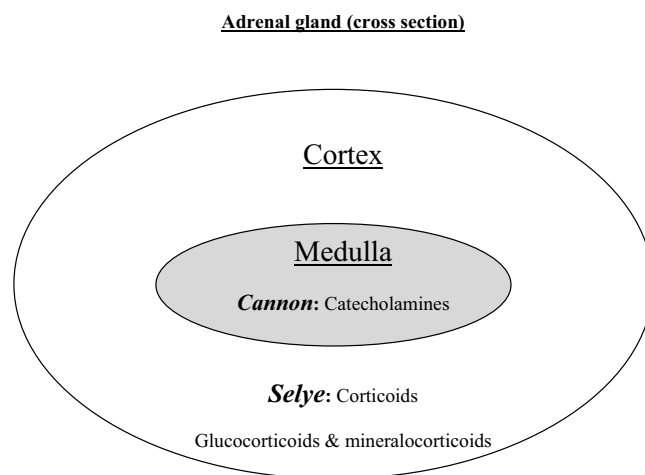 Adrenal gland (cross section)
Cortex
Medulla
Cannon: Catecholamines
Selye: Corticoids
Glucocorticoids & mineralocorticoids